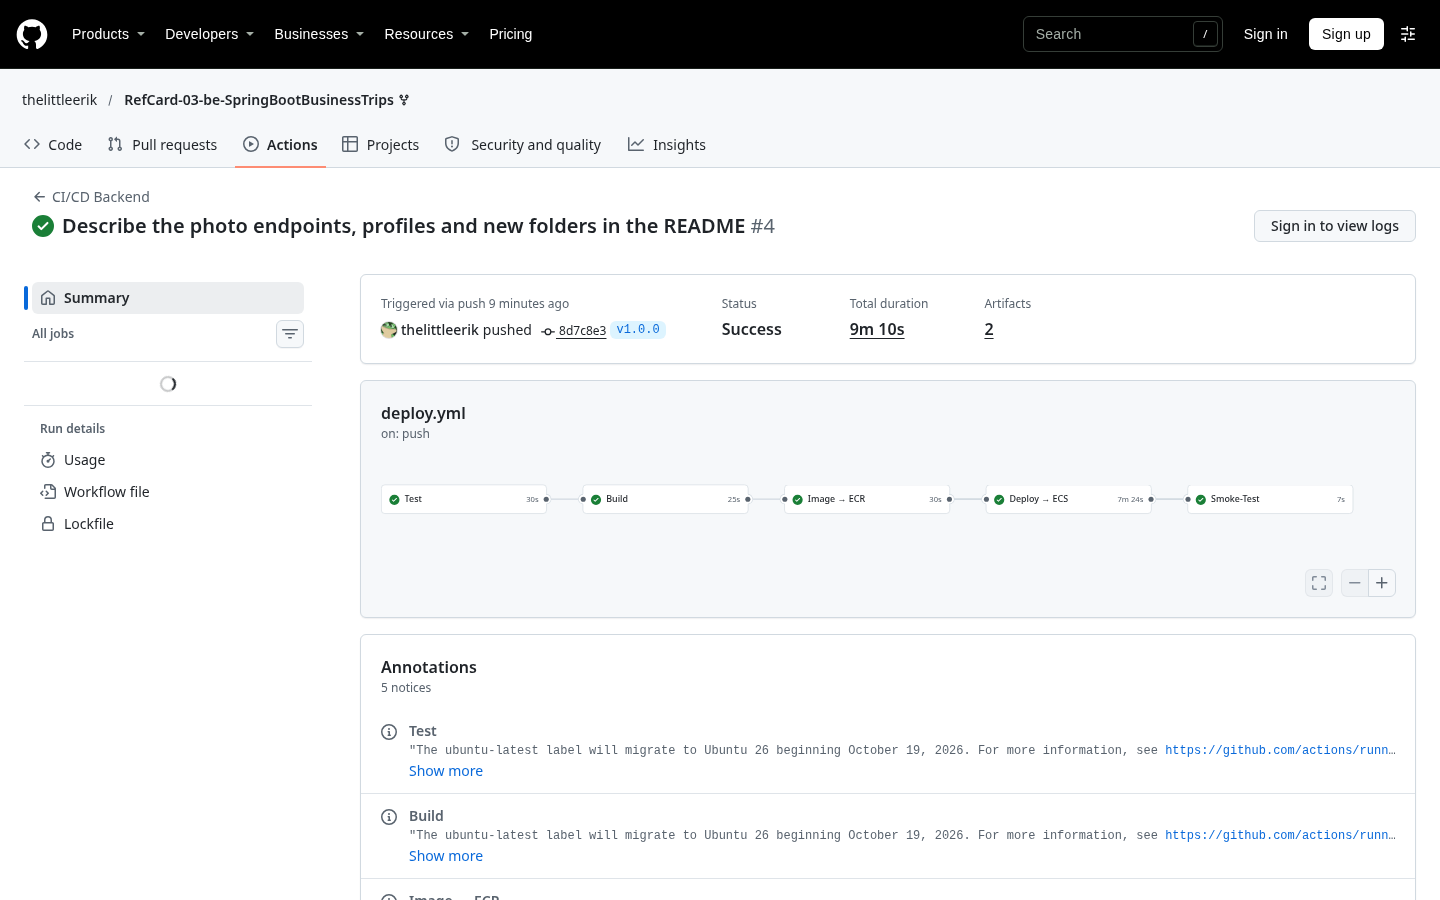 Products Developers Businesses Resources Pricing Search / Sign in Sign up
thelittleerik / RefCard-03-be-SpringBootBusinessTrips
Code Pull requests Actions Projects Security and quality Insights
CI/CD Backend
Describe the photo endpoints, profiles and new folders in the README #4
Sign in to view logs
Summary
All jobs
Run details
Usage
Workflow file
Lockfile
Triggered via push 9 minutes ago
thelittleerik pushed 8d7c8e3 v1.0.0
Status
Success
Total duration
9m 10s
Artifacts
2
deploy.yml
on: push
Test 30s
Build 25s
Image → ECR 30s
Deploy → ECS 7m 24s
Smoke-Test 7s
Annotations
5 notices
Test
"The ubuntu-latest label will migrate to Ubuntu 26 beginning October 19, 2026. For more information, see https://github.com/actions/runn…
Show more
Build
"The ubuntu-latest label will migrate to Ubuntu 26 beginning October 19, 2026. For more information, see https://github.com/actions/runn…
Show more
Image → ECR